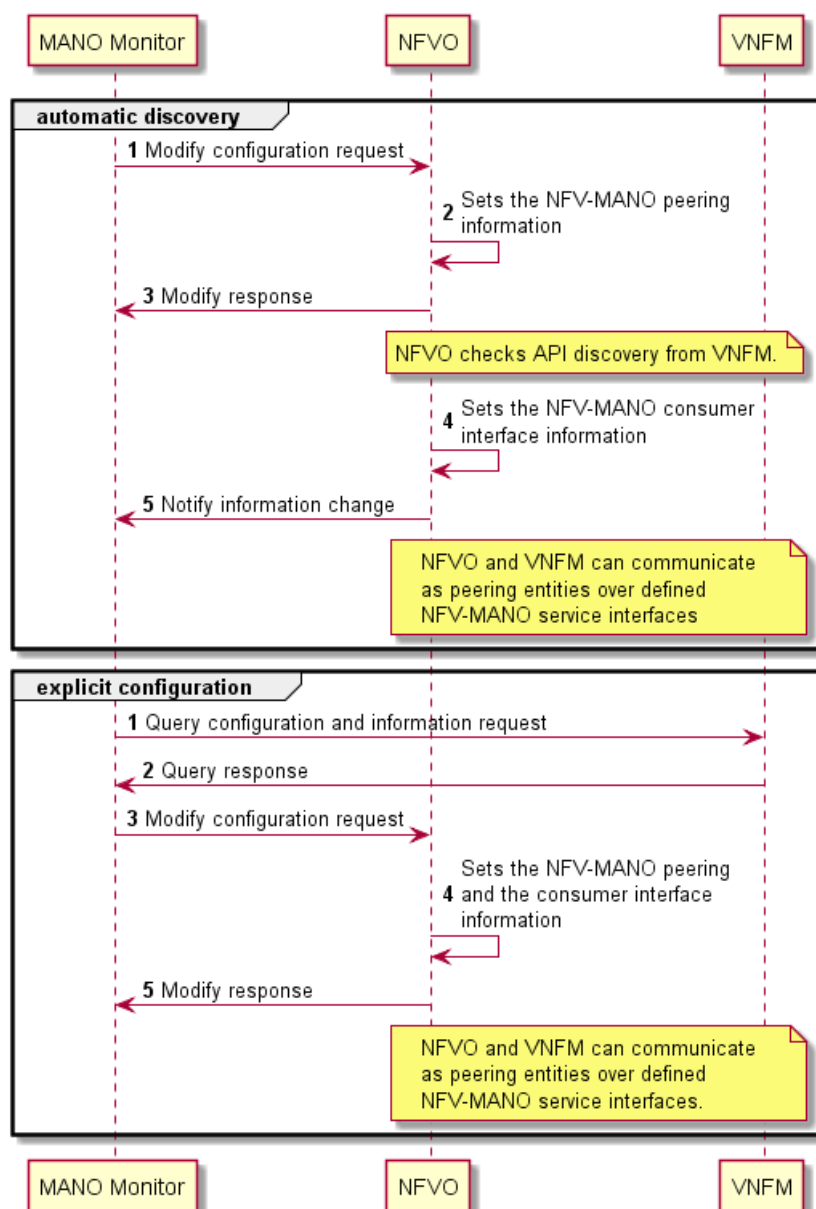 MANO Monitor
NFVO
VNFM
automatic discovery
1 Modify configuration request
Sets the NFV-MANO peering
2
information
3 Modify response
NFVO checks API discovery from VNFM.
Sets the NFV-MANO consumer
4
interface information
5 Notify information change
NFVO and VNFM can communicate
as peering entities over defined
NFV-MANO service interfaces
explicit configuration
1 Query configuration and information request
2 Query response
3 Modify configuration request
Sets the NFV-MANO peering
4 and the consumer interface
information
5 Modify response
NFVO and VNFM can communicate
as peering entities over defined
NFV-MANO service interfaces.
MANO Monitor
NFVO
VNFM